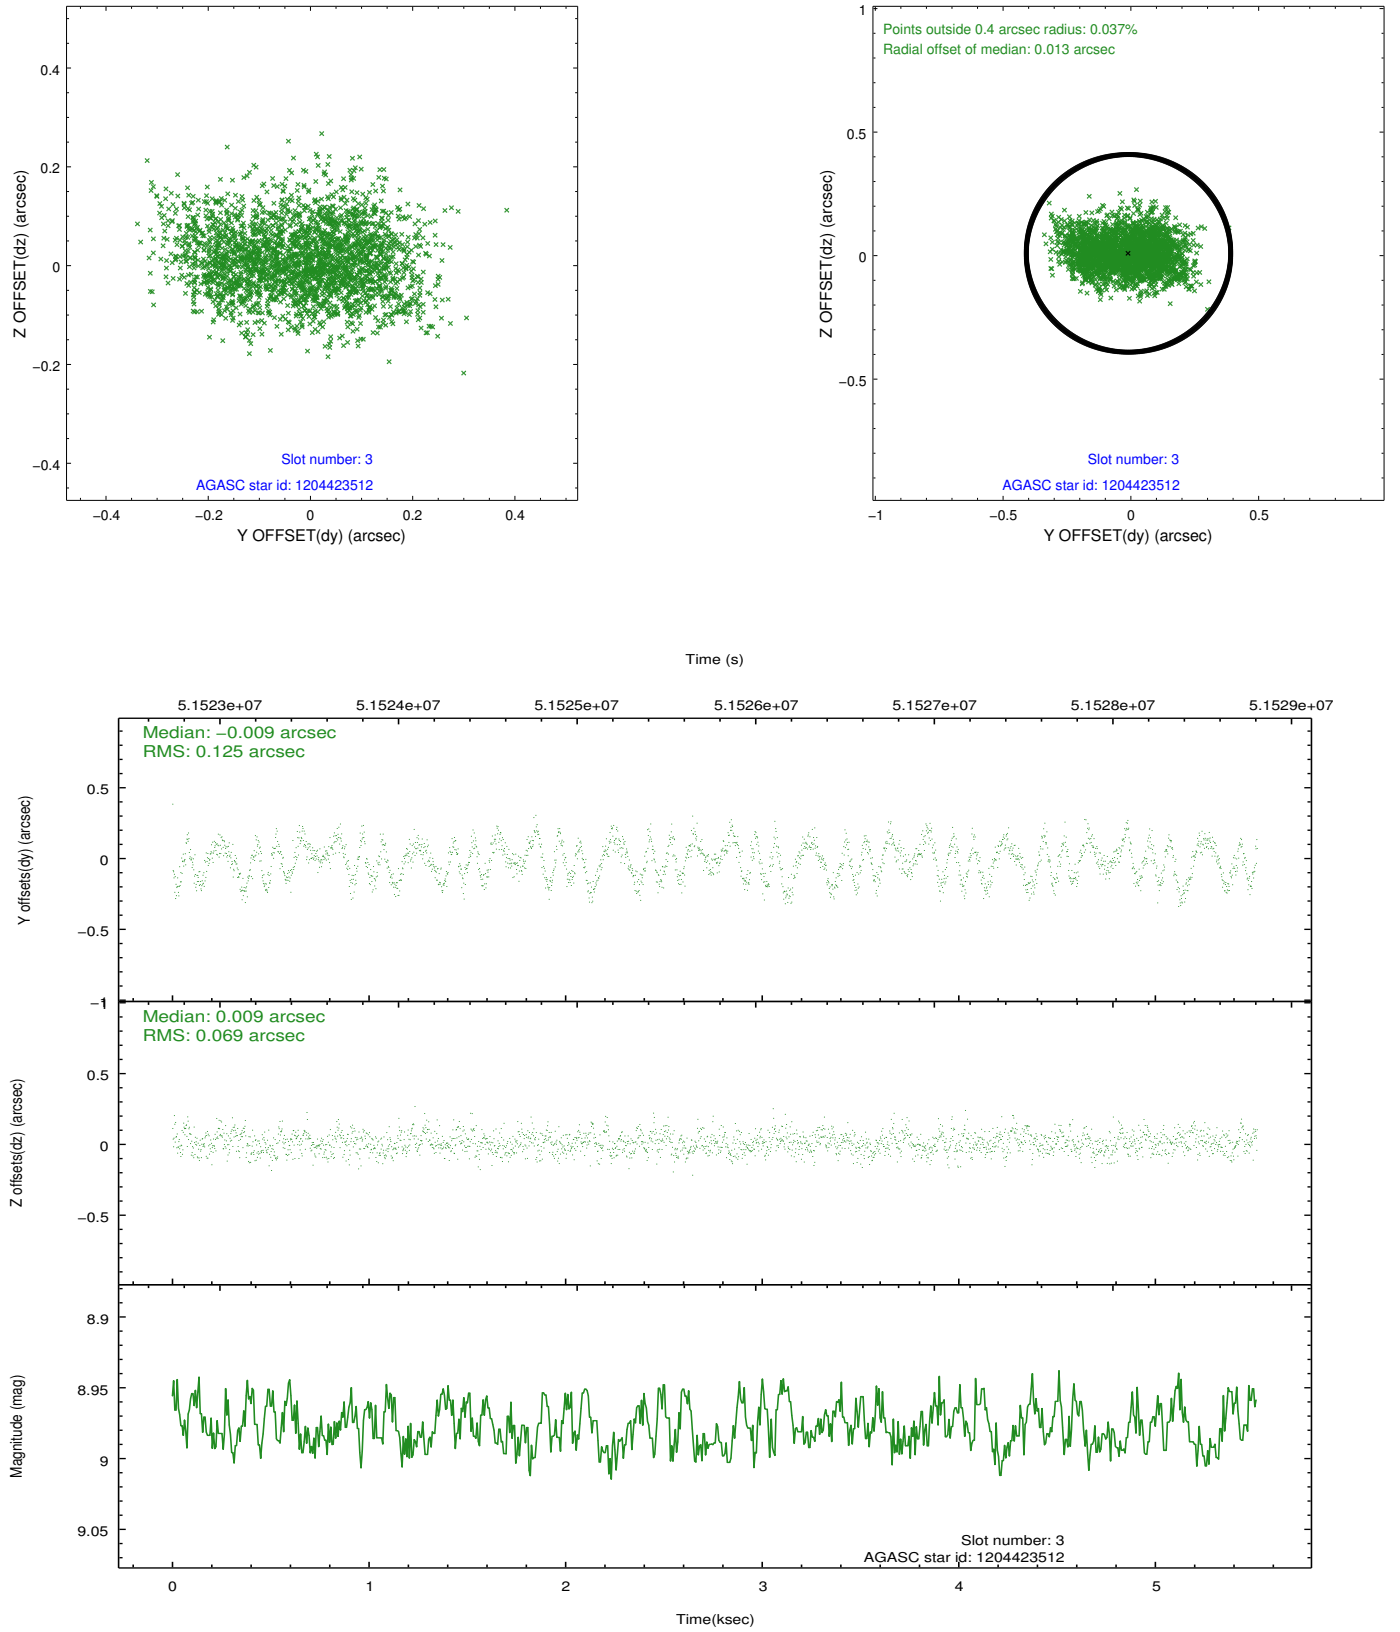 0.4
0.2
0
−0.2
−0.4
Z OFFSET(dz) (arcsec)
Slot number: 3
AGASC star id: 1204423512
−0.4 −0.2 0 0.2 0.4
Y OFFSET(dy) (arcsec)
Points outside 0.4 arcsec radius: 0.037%
Radial offset of median: 0.013 arcsec
1
0.5
0
−0.5
Z OFFSET(dz) (arcsec)
Slot number: 3
AGASC star id: 1204423512
−1 −0.5 0 0.5
Y OFFSET(dy) (arcsec)
Time (s)
5.1523e+07 5.1524e+07 5.1525e+07 5.1526e+07 5.1527e+07 5.1528e+07 5.1529e+07
Median: −0.009 arcsec
RMS: 0.125 arcsec
0.5
0
−0.5
−1
Y offsets(dy) (arcsec)
Median: 0.009 arcsec
RMS: 0.069 arcsec
1
0.5
0
−0.5
Z offsets(dz) (arcsec)
8.9
8.95
9
9.05
Magnitude (mag)
Slot number: 3
AGASC star id: 1204423512
0 1 2 3 4 5
Time(ksec)